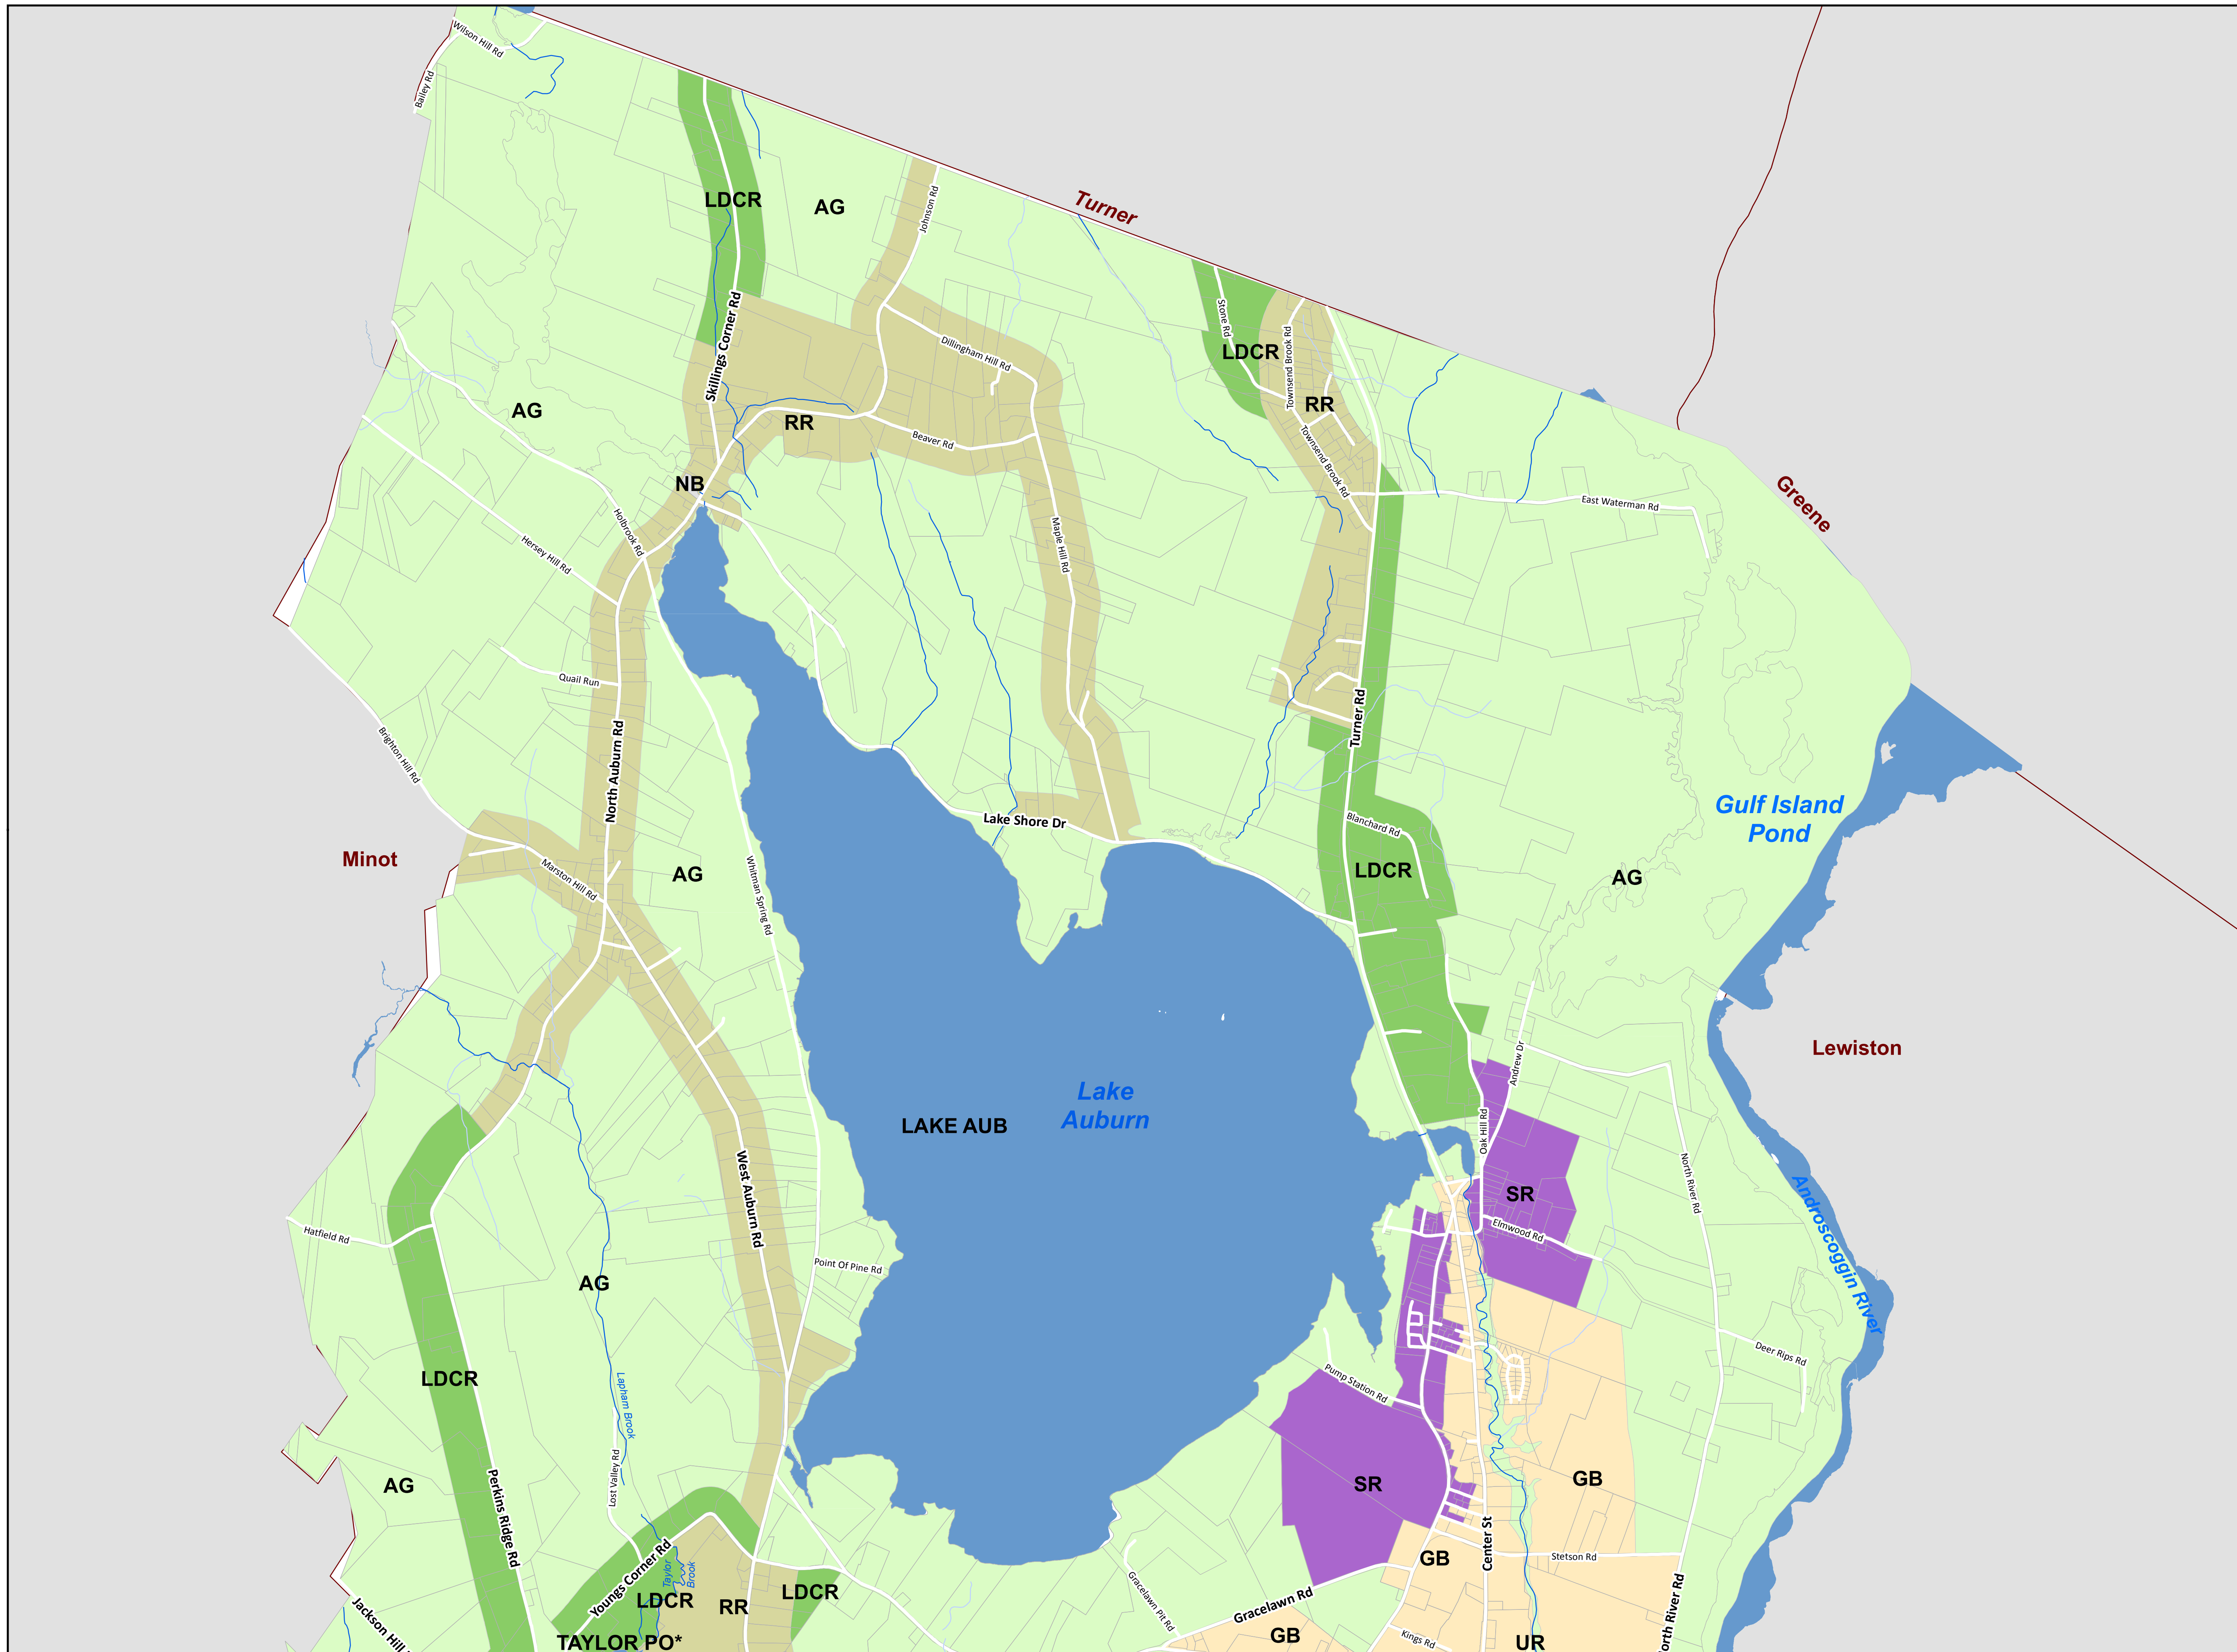 Wilson Hill Rd
Bailey Rd
LDCR
AG
Johnson Rd
Turner
Skillings Corner Rd
Dillingham Hill Rd
Stone Rd
LDCR
Townsend Brook Rd
RR
AG
RR
Beaver Rd
Townsend Brook Rd
NB
East Waterman Rd
Greene
Holbrook Rd
Hersey Hill Rd
Maple Hill Rd
Quail Run
Brighton Hill Rd
North Auburn Rd
Turner Rd
Gulf Island
Pond
Lake Shore Dr
Blanchard Rd
Minot
Marston Hill Rd
AG
Whitman Spring Rd
LDCR
AG
Lewiston
Andrew Dr
Lake
Auburn
LAKE AUB
Oak Hill Rd
North River Rd
West Auburn Rd
SR
Androscoggin River
Hatfield Rd
Elmwood Rd
Point Of Pine Rd
AG
LDCR
Lapham Brook
Pump Station Rd
Deer Rips Rd
AG
Lost Valley Rd
Perkins Ridge Rd
SR
GB
Center St
Youngs Corner Rd
Taylor
Brook
LDCR
RR
LDCR
GB
Stetson Rd
Gracelawn Pit Rd
Gracelawn Rd
Jackson Hill
TAYLOR PO*
GB
Kings Rd
UR
orth River Rd